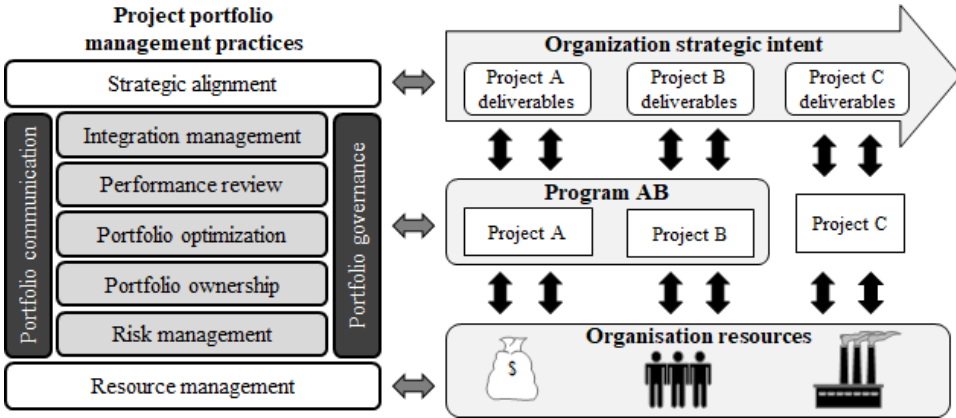 Project portfolio
management practices
Strategic alignment
Portfolio communication
Integration management
Performance review
Portfolio optimization
Portfolio ownership
Risk management
Portfolio governance
Resource management
Organization strategic intent
Project A
deliverables
Project B
deliverables
Project C
deliverables
Program AB
Project A
Project B
Project C
Organisation resources
$